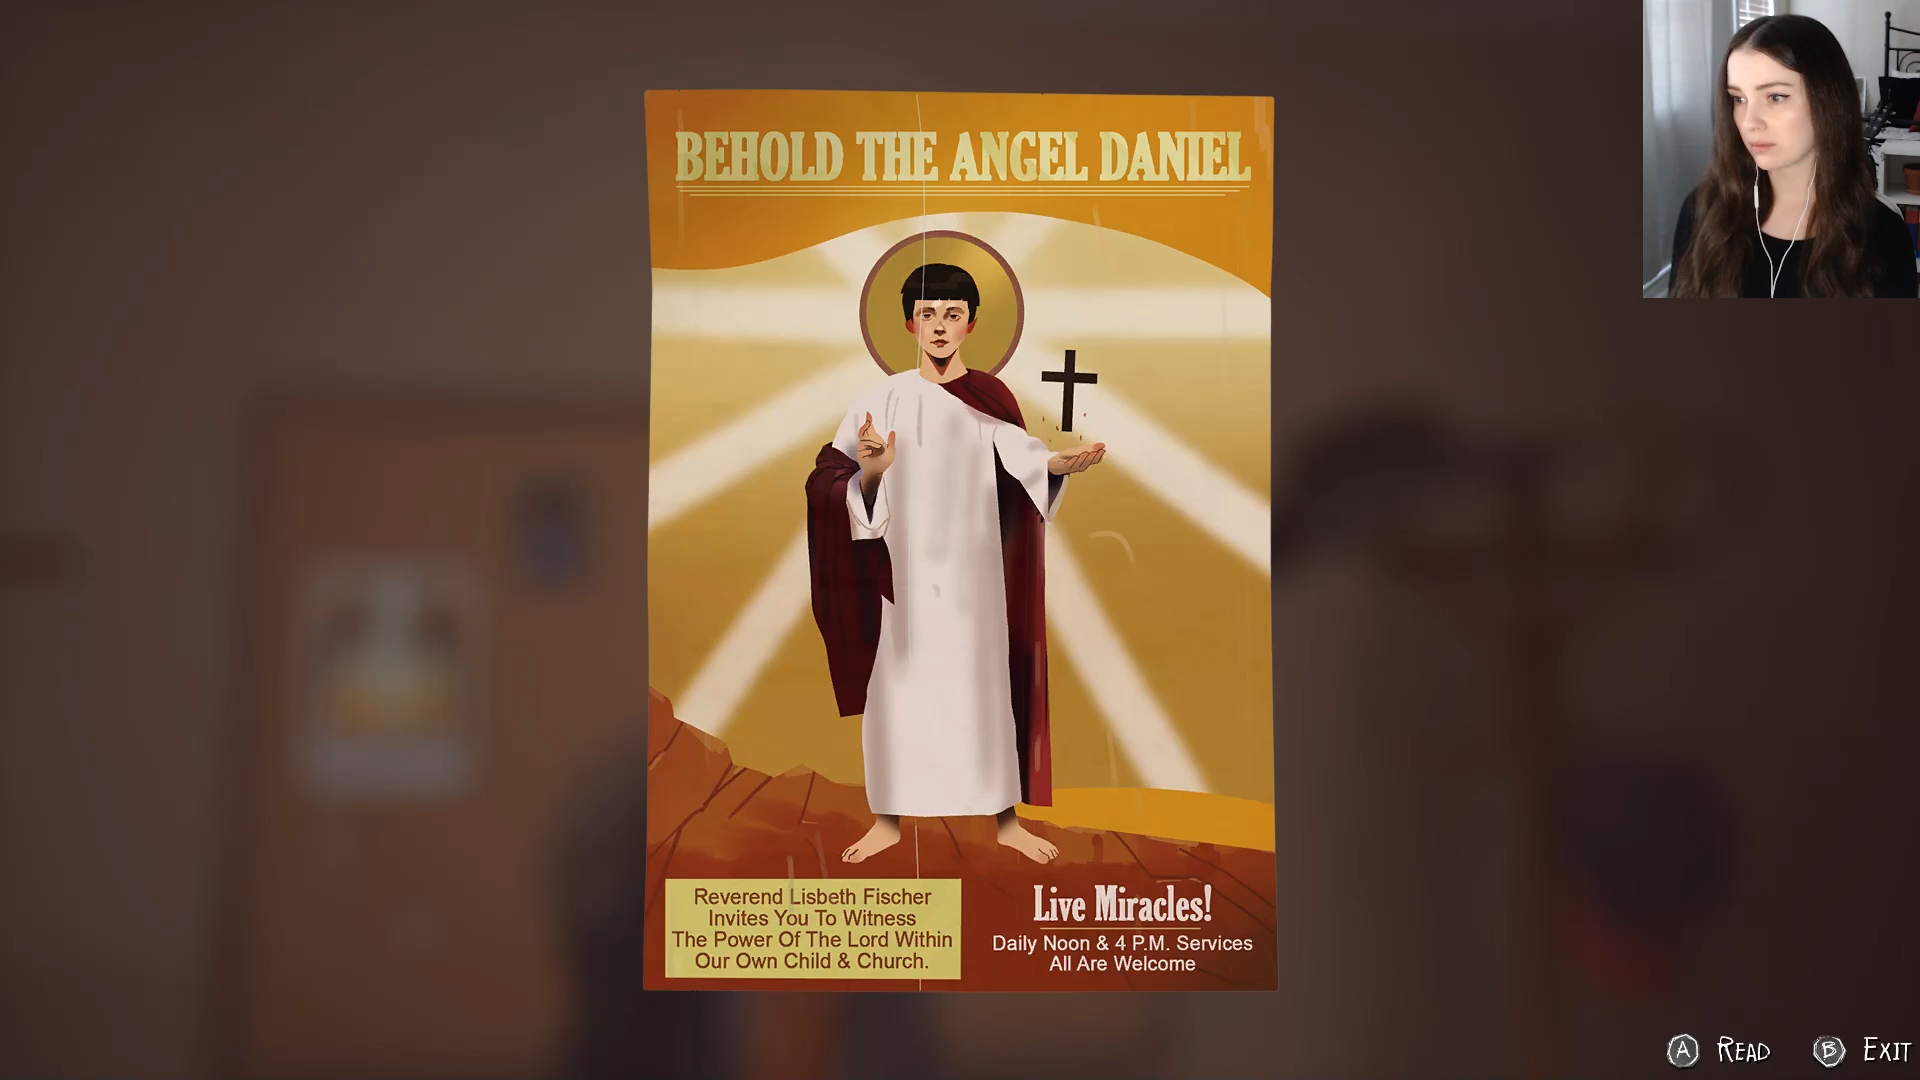 BEHOLD THE ANGEL DANIEL
Reverend Lisbeth Fischer
Invites You To Witness
The Power Of The Lord Within
Our Own Child & Church.
Live Miracles!
Daily Noon & 4 P.M. Services
All Are Welcome
A READ B EXIT